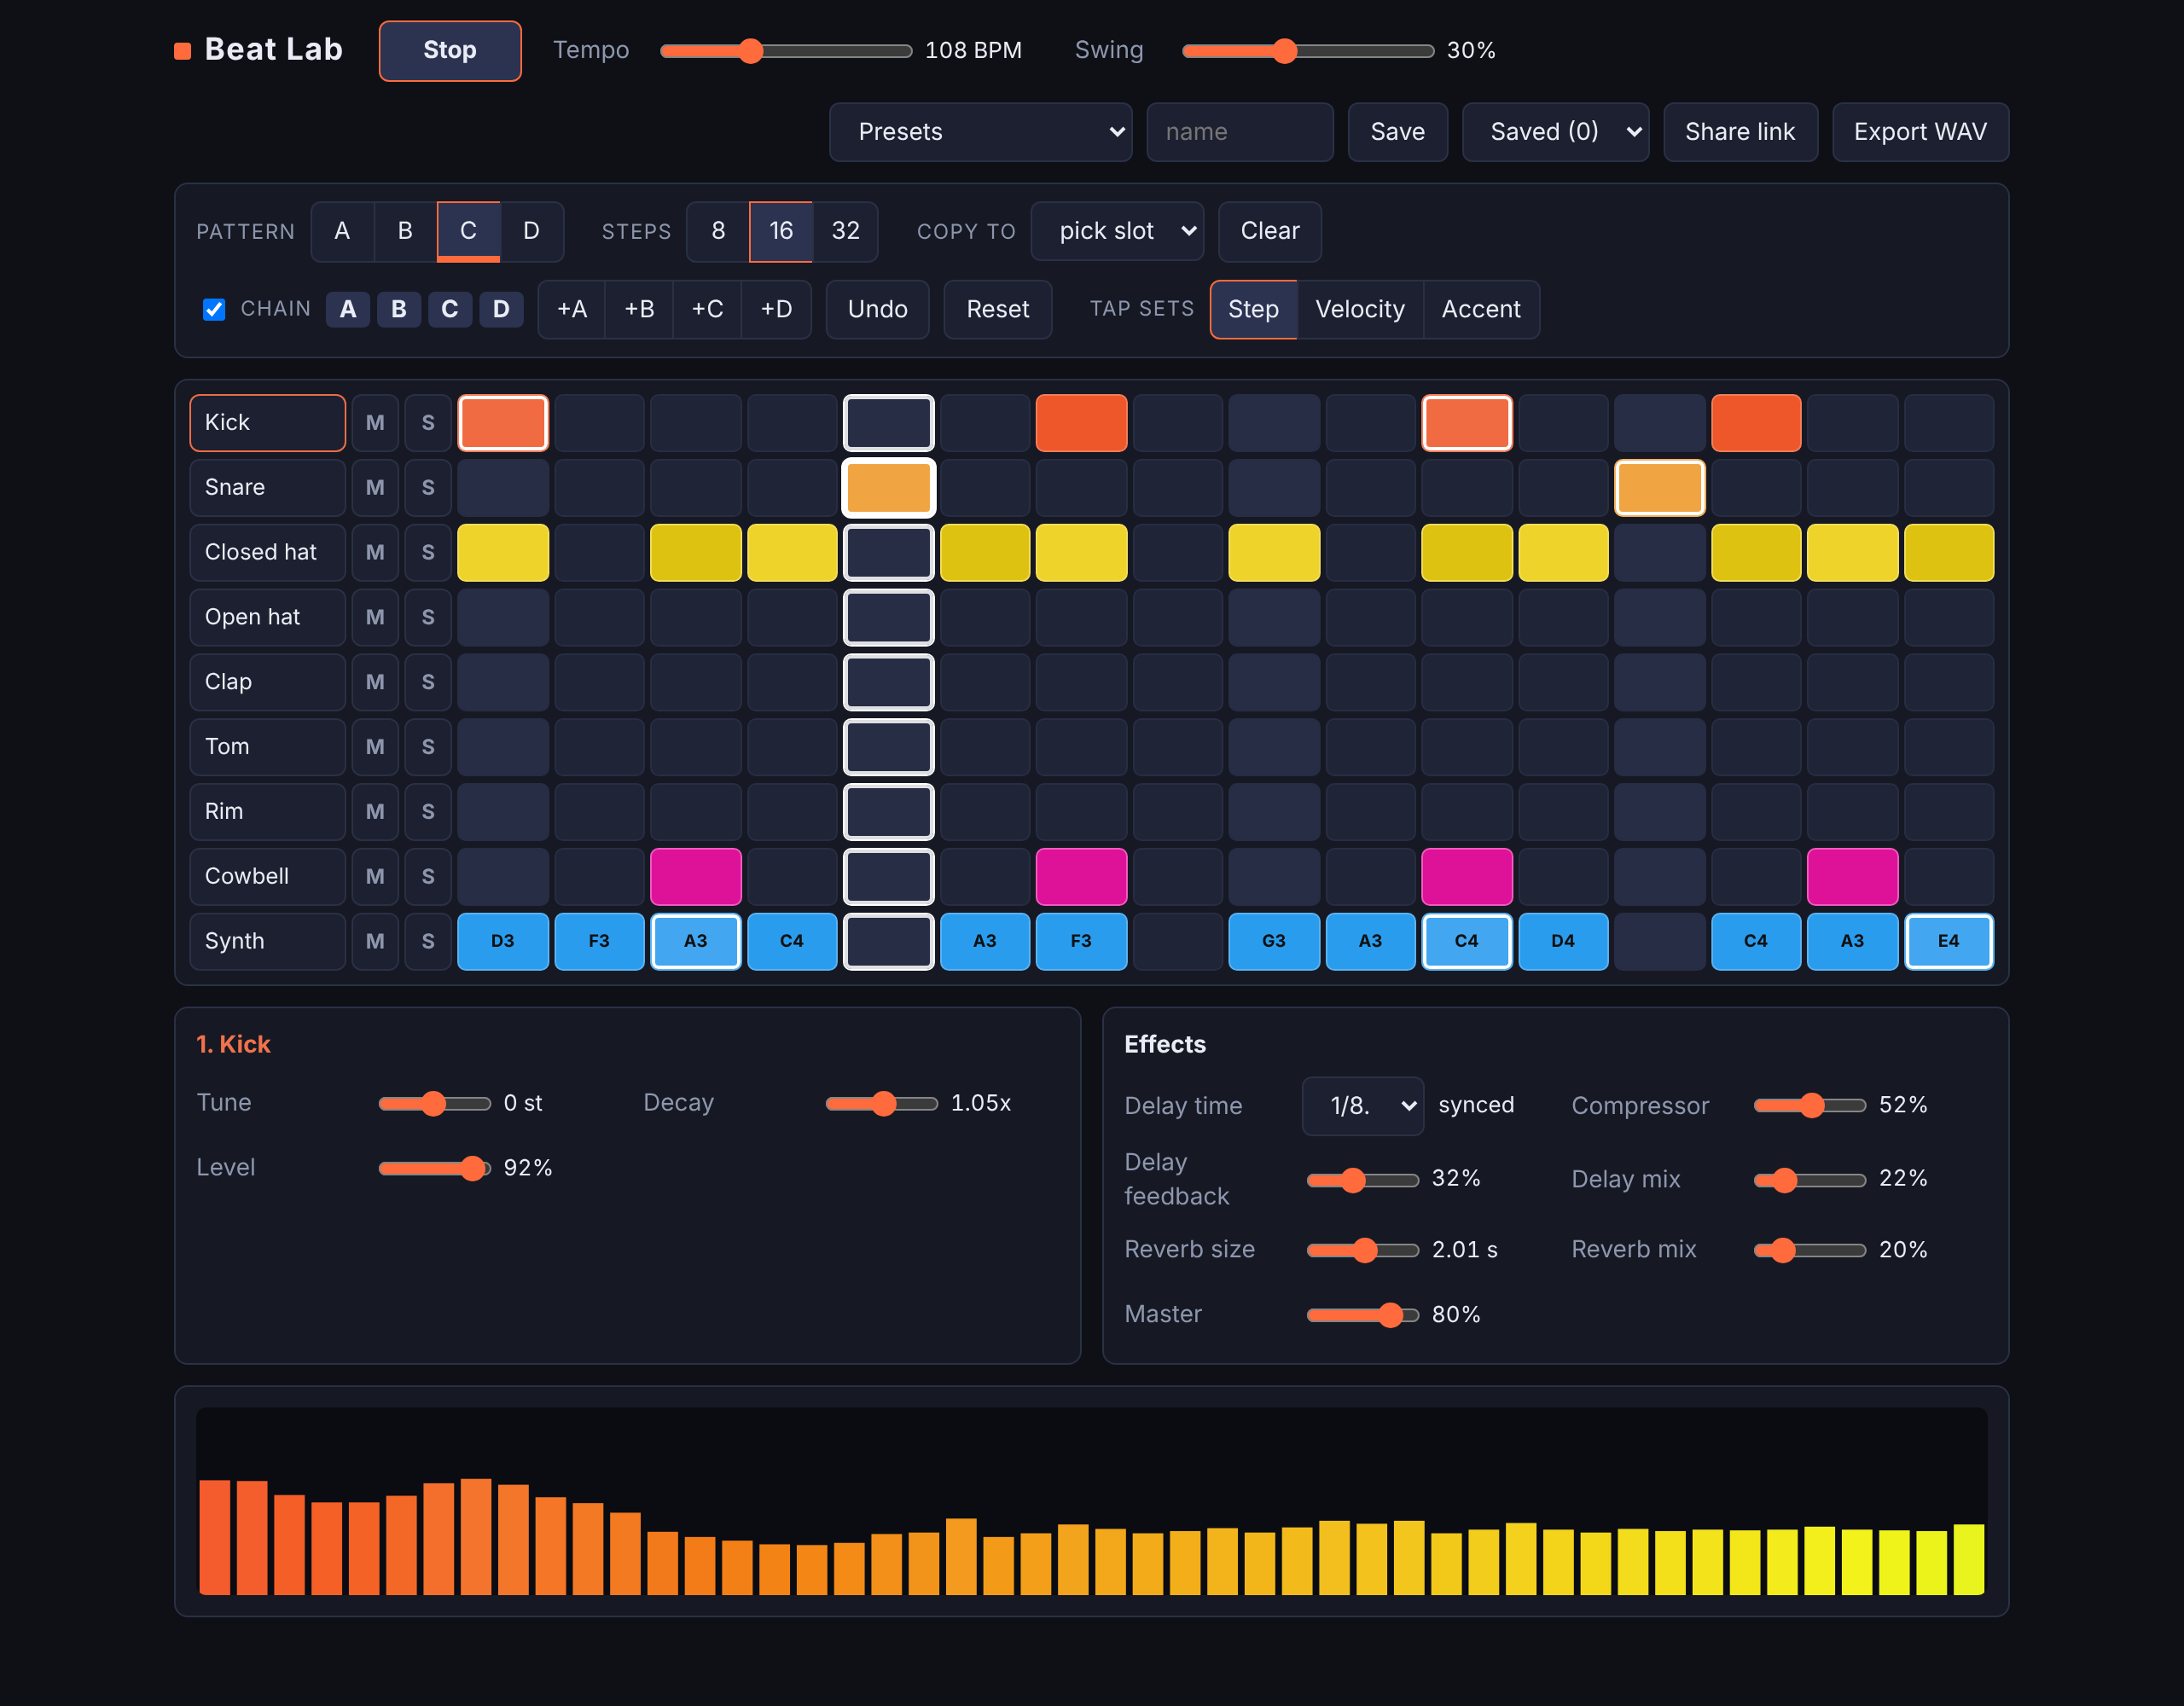 Beat Lab Stop Tempo 108 BPM Swing 30%
Presets name Save Saved (0) Share link Export WAV
PATTERN A B C D STEPS 8 16 32 COPY TO pick slot Clear
CHAIN A B C D +A +B +C +D Undo Reset TAP SETS Step Velocity Accent
Kick M S
Snare M S
Closed hat M S
Open hat M S
Clap M S
Tom M S
Rim M S
Cowbell M S
Synth M S D3 F3 A3 C4 A3 F3 G3 A3 C4 D4 C4 A3 E4
1. Kick
Tune 0 st Decay 1.05x
Level 92%
Effects
Delay time 1/8. synced Compressor 52%
Delay
feedback 32% Delay mix 22%
Reverb size 2.01 s Reverb mix 20%
Master 80%